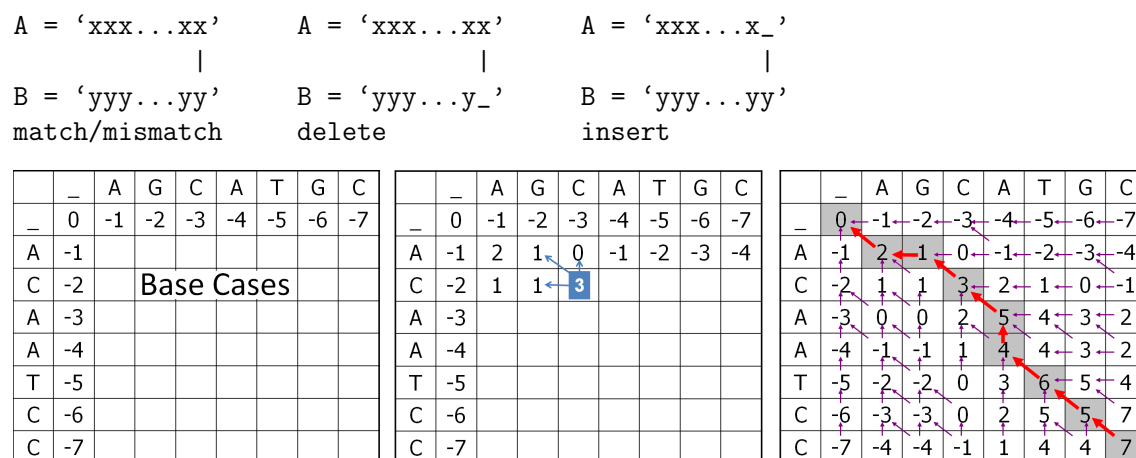 A = ‘xxx...xx’ A = ‘xxx...xx’ A = ‘xxx...x_’
| | |
B = ‘yyy...yy’ B = ‘yyy...y_’ B = ‘yyy...yy’
match/mismatch delete insert
_ A G C A T G C
_ 0 -1 -2 -3 -4 -5 -6 -7
A -1
C -2 Base Cases
A -3
A -4
T -5
C -6
C -7
_ A G C A T G C
_ 0 -1 -2 -3 -4 -5 -6 -7
A -1 2 1 0 -1 -2 -3 -4
C -2 1 1 3
A -3
A -4
T -5
C -6
C -7
_ A G C A T G C
_ 0 -1 -2 -3 -4 -5 -6 -7
A -1 2 1 0 -1 -2 -3 -4
C -2 1 1 3 2 1 0 -1
A -3 0 0 2 5 4 3 2
A -4 -1 -1 1 4 4 3 2
T -5 -2 -2 0 3 6 5 4
C -6 -3 -3 0 2 5 5 7
C -7 -4 -4 -1 1 4 4 7